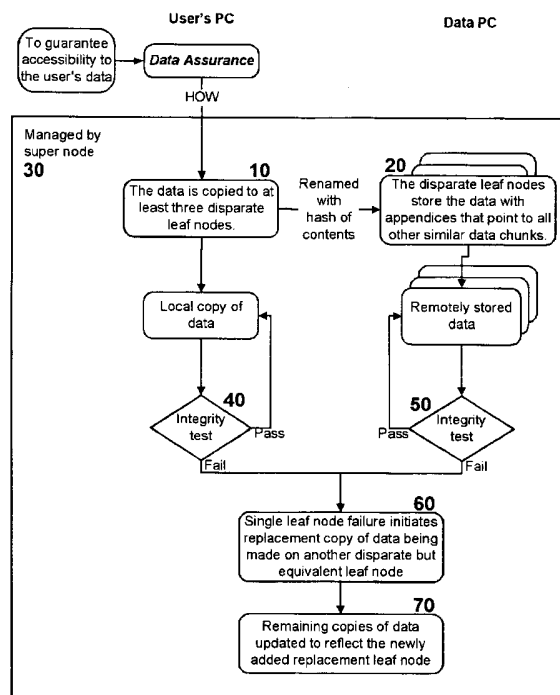 User's PC
Data PC
To guarantee
accessibility to
the user's data
Data Assurance
HOW
Managed by
super node
30
10
The data is copied to at
least three disparate
leaf nodes.
Renamed
with
hash of
contents
20
The disparate leaf nodes
store the data with
appendices that point to all
other similar data chunks.
Local copy of
data
Remotely stored
data
40
Integrity
test
Pass
Fail
50
Integrity
test
Pass
Fail
60
Single leaf node failure initiates
replacement copy of data being
made on another disparate but
equivalent leaf node
70
Remaining copies of data
updated to reflect the newly
added replacement leaf node